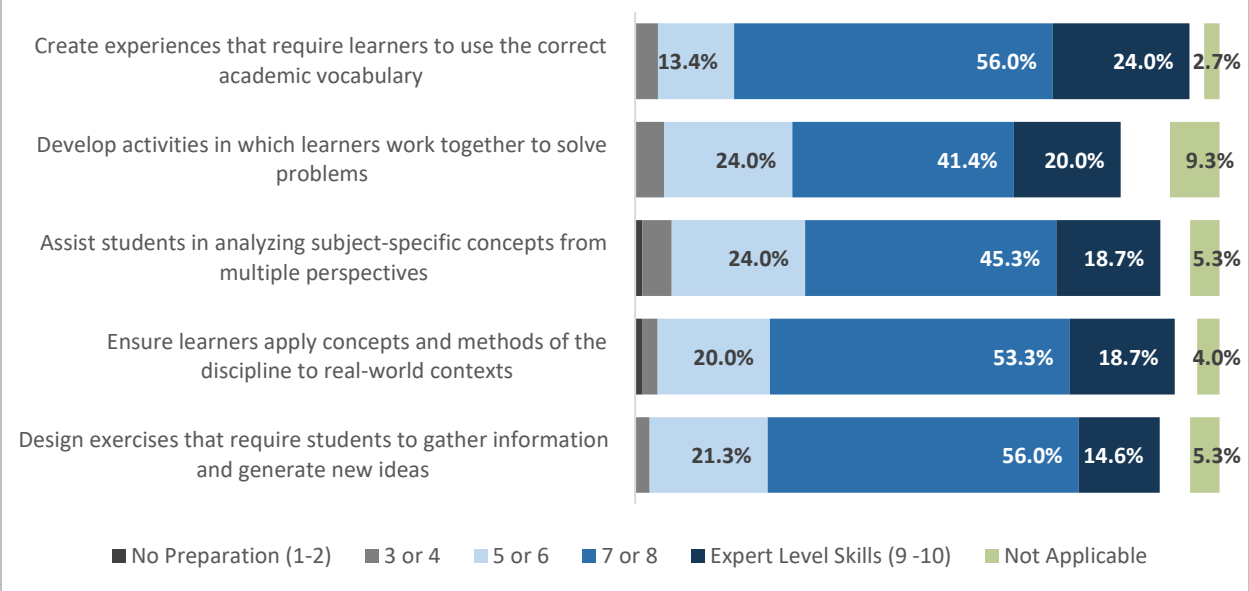 Create experiences that require learners to use the correct
academic vocabulary
13.4% 56.0% 24.0% 2.7%
Develop activities in which learners work together to solve
problems
24.0% 41.4% 20.0% 9.3%
Assist students in analyzing subject-specific concepts from
multiple perspectives
24.0% 45.3% 18.7% 5.3%
Ensure learners apply concepts and methods of the
discipline to real-world contexts
20.0% 53.3% 18.7% 4.0%
Design exercises that require students to gather information
and generate new ideas
21.3% 56.0% 14.6% 5.3%
No Preparation (1-2) 3 or 4 5 or 6 7 or 8 Expert Level Skills (9 -10) Not Applicable